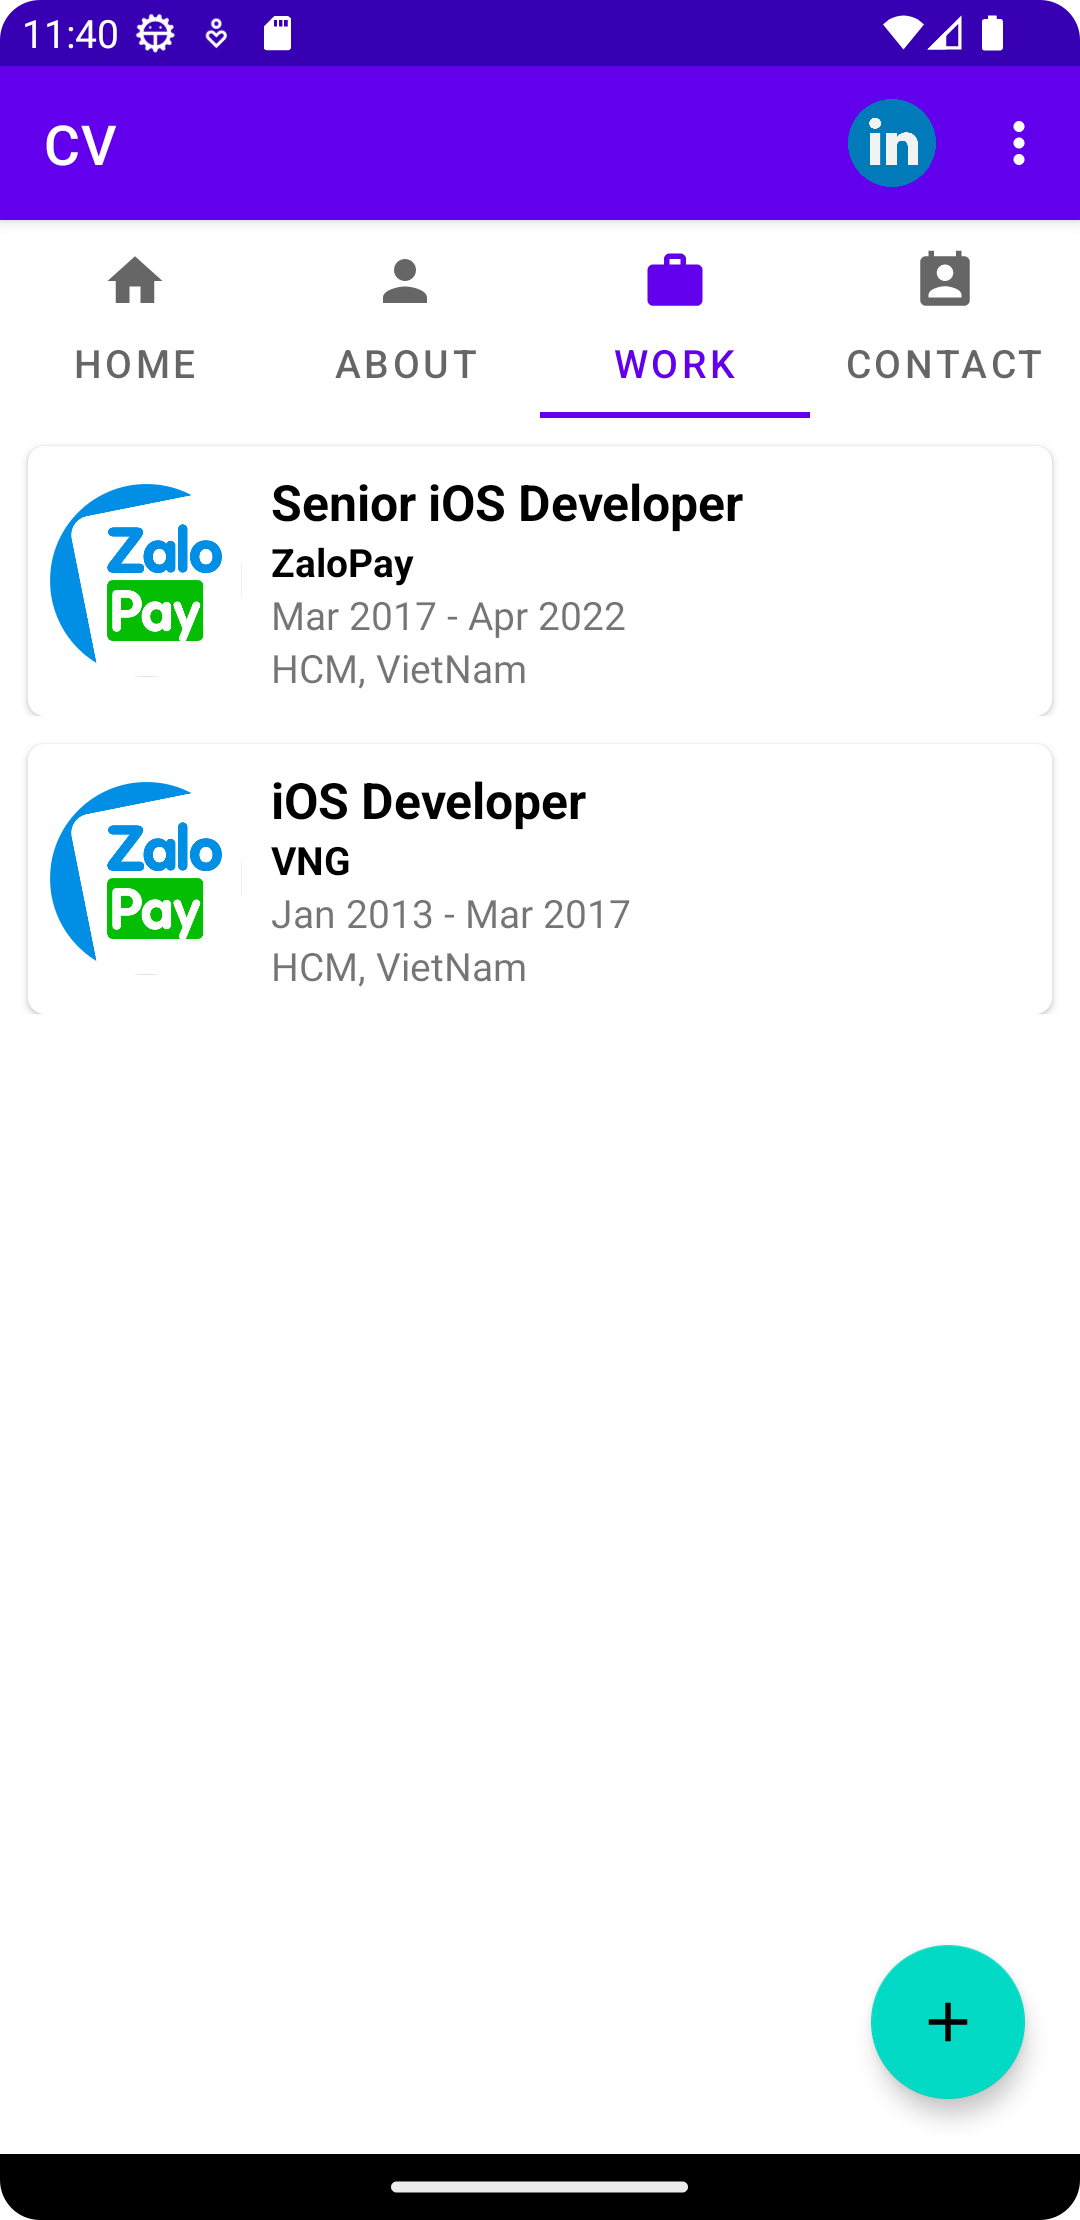 11:40
CV
in
HOME
ABOUT
WORK
CONTACT
Zalo
Pay
Senior iOS Developer
ZaloPay
Mar 2017 - Apr 2022
HCM, VietNam
Zalo
Pay
iOS Developer
VNG
Jan 2013 - Mar 2017
HCM, VietNam